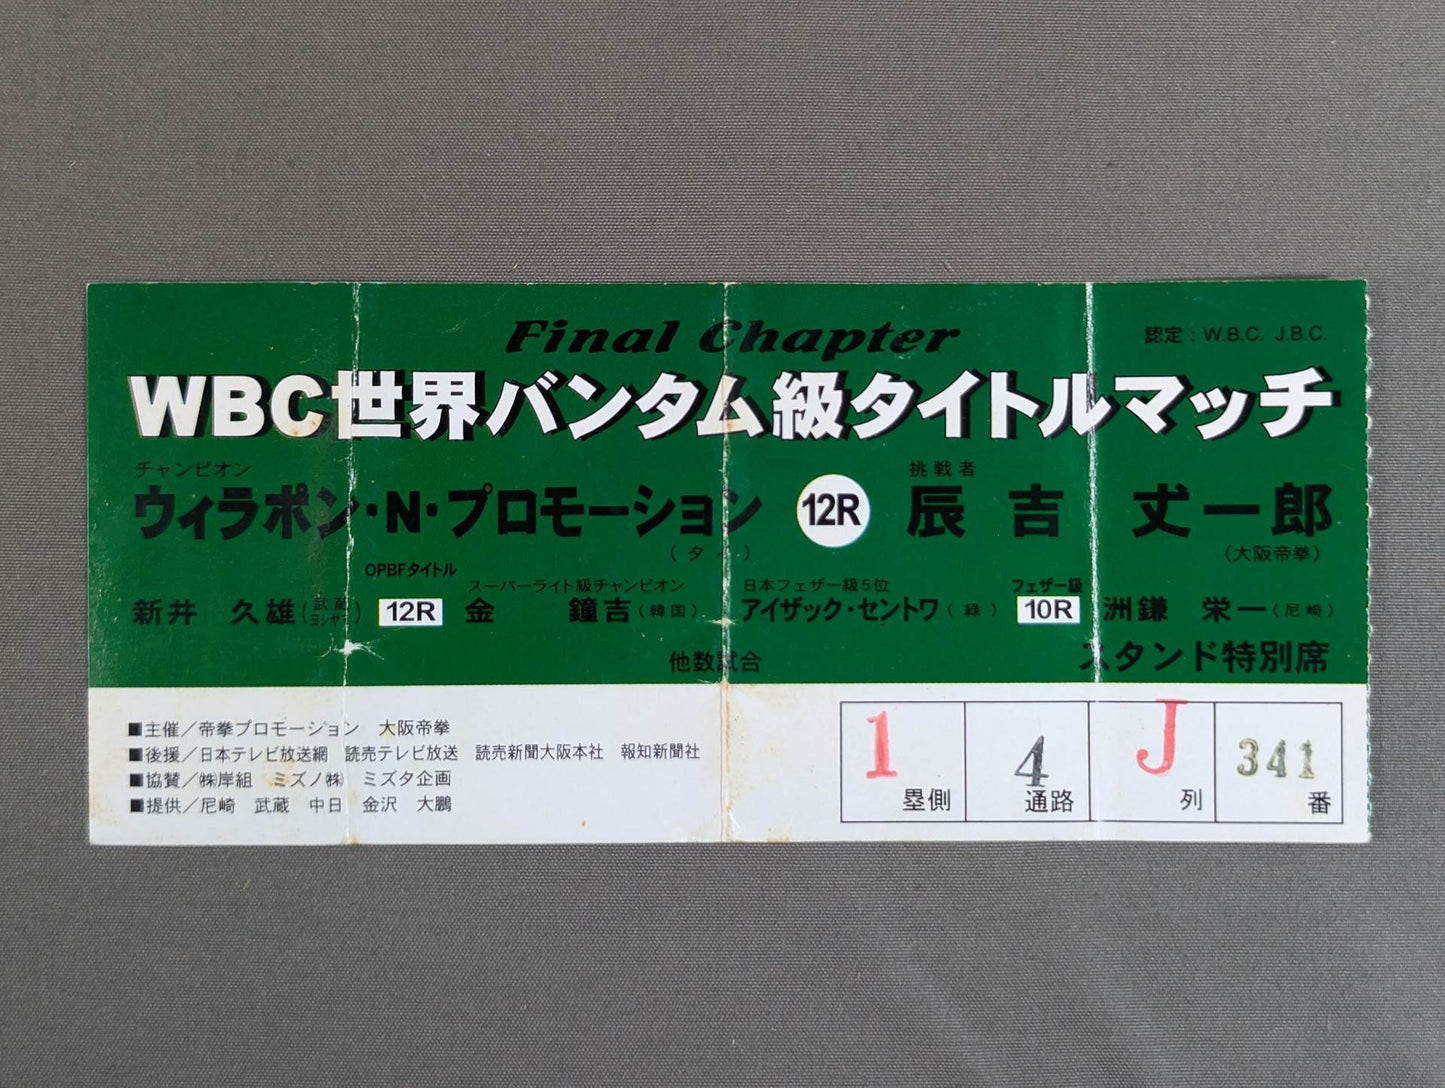 Final Chapter
認定：W.B.C. J.B.C.
WBC世界バンタム級タイトルマッチ
チャンピオン 挑戦者
ウィラポン・N・プロモーション 12R 辰吉 丈一郎
（タイ） （大阪帝拳）
OPBFタイトル
スーパーライト級チャンピオン 日本フェザー級5位 フェザー級
新井 久雄（武蔵ヨシヤ） 12R 金 鐘吉（韓国） アイザック・セントワ（緑） 10R 洲鎌 栄一（尼崎）
他数試合 スタンド特別席
■主催／帝拳プロモーション 大阪帝拳
■後援／日本テレビ放送網 読売テレビ放送 読売新聞大阪本社 報知新聞社
■協賛／㈱岸組 ミズノ㈱ ミズタ企画
■提供／尼崎 武蔵 中日 金沢 大鵬
1 塁側 4 通路 J 列 341 番